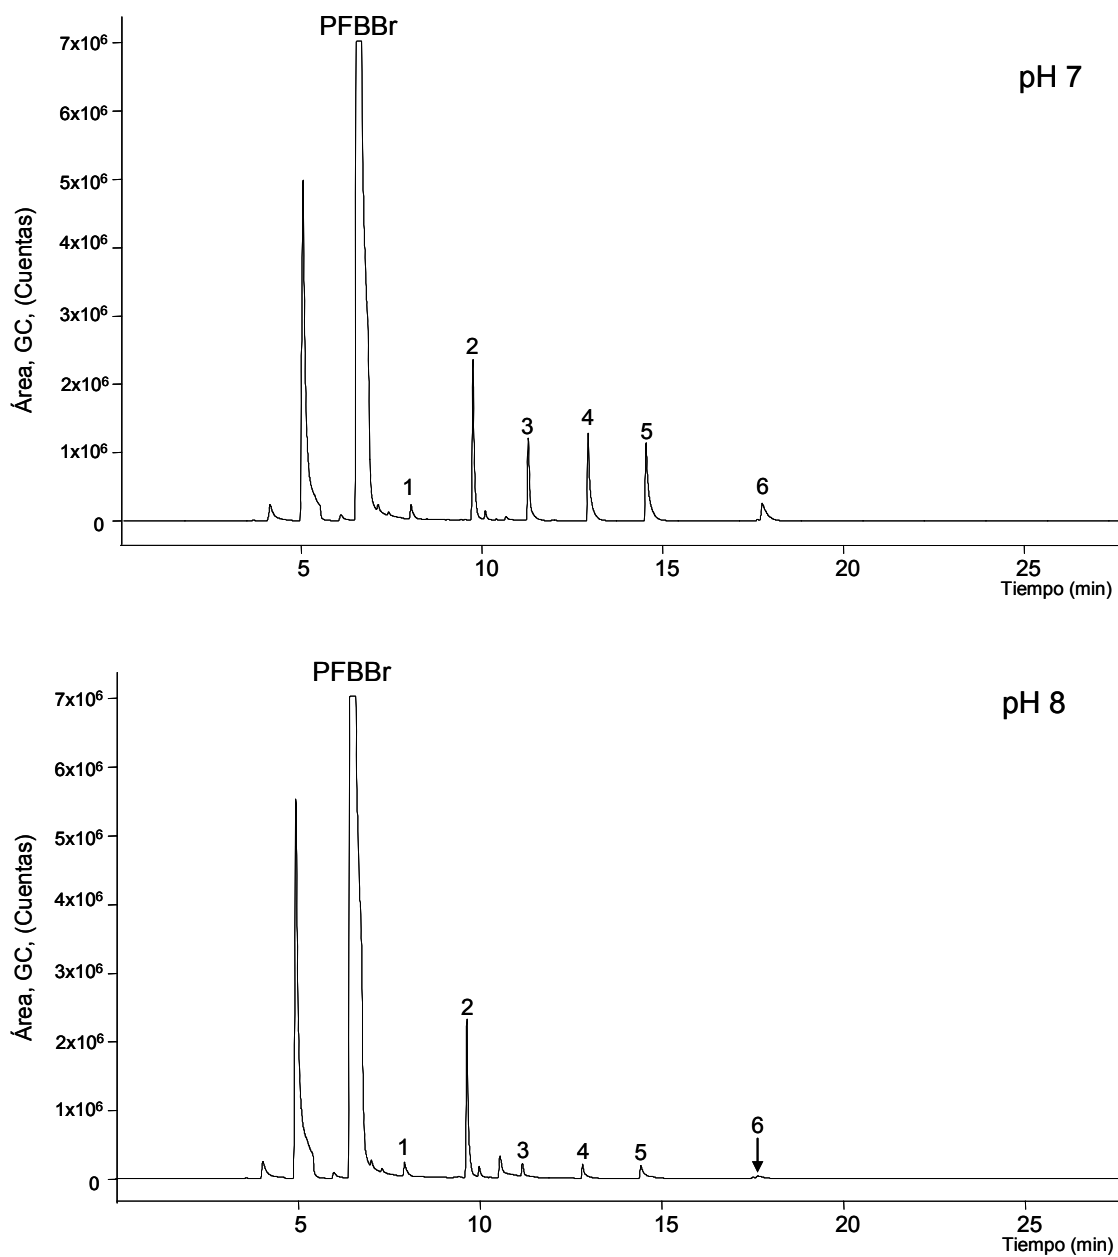 PFBBr
pH 7
7x10⁶
6x10⁶
5x10⁶
4x10⁶
3x10⁶
2x10⁶
1x10⁶
0
Área, GC, (Cuentas)
1
2
3
4
5
6
5
10
15
20
25
Tiempo (min)
PFBBr
pH 8
7x10⁶
6x10⁶
5x10⁶
4x10⁶
3x10⁶
2x10⁶
1x10⁶
0
Área, GC, (Cuentas)
1
2
3
4
5
6
5
10
15
20
25
Tiempo (min)